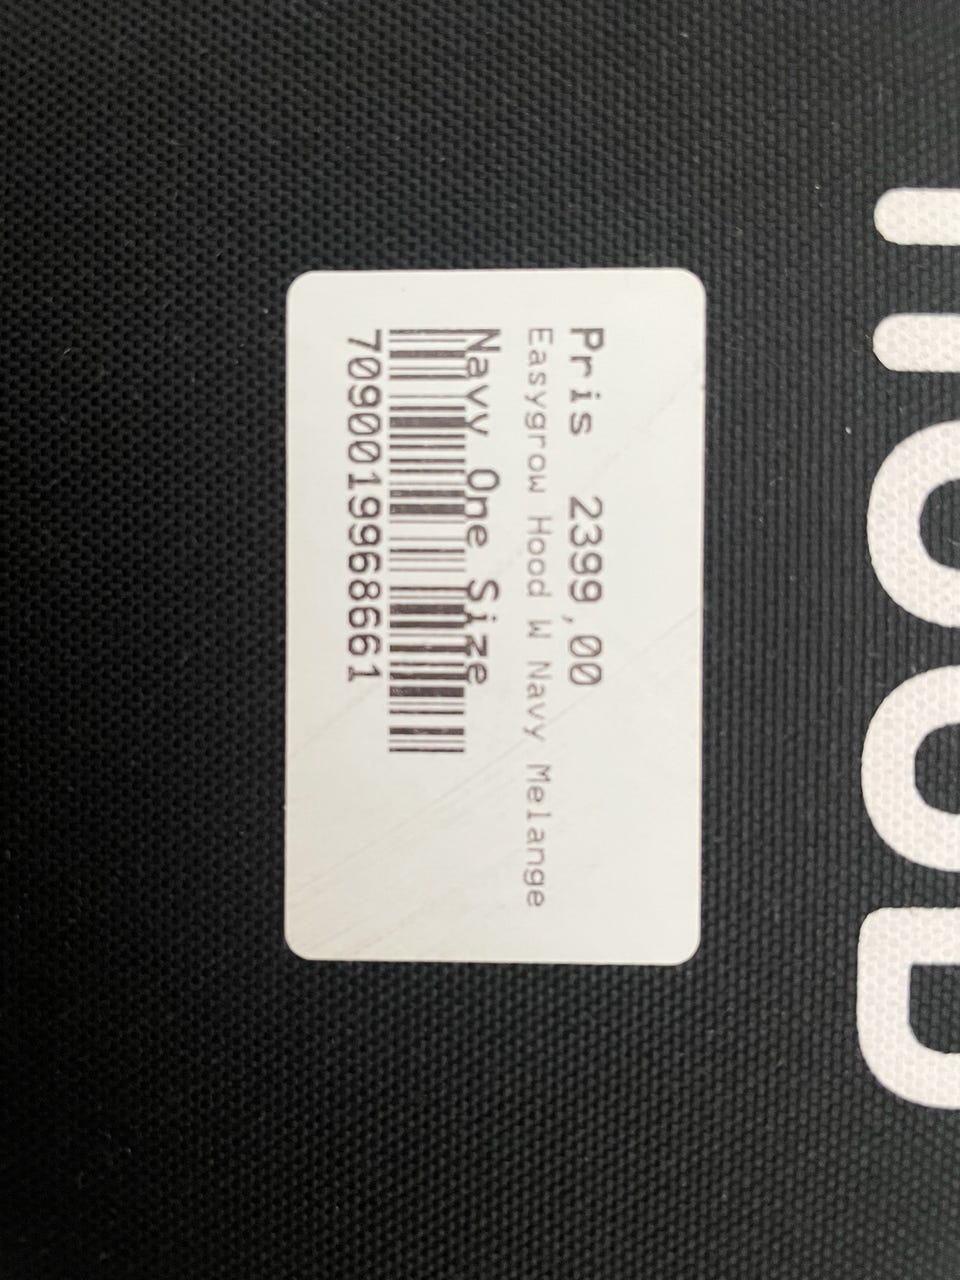 Pris 2399,00
Easygrow Hood W Navy Melange
Navy One Size
7090019968661